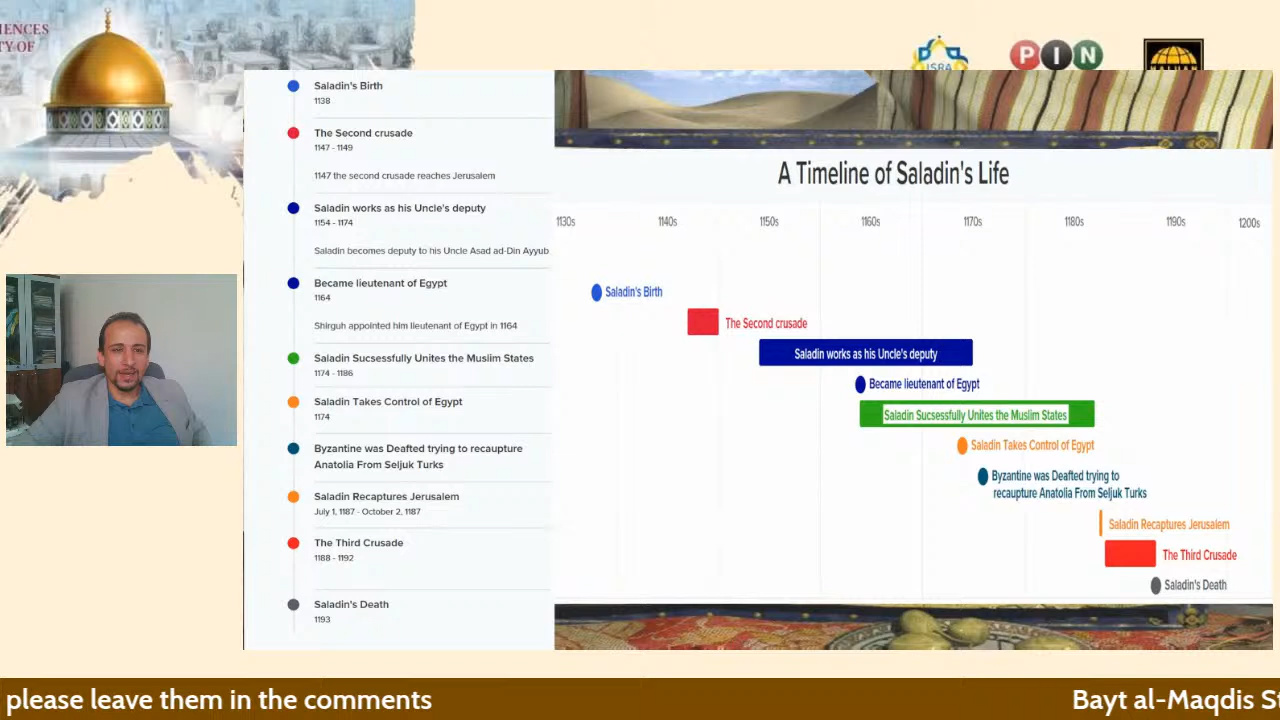 IENCES
TY OF
ISRA
P I N
Saladin's Birth
1138
The Second crusade
1147 - 1149
1147 the second crusade reaches Jerusalem
Saladin works as his Uncle's deputy
1154 - 1174
Saladin becomes deputy to his Uncle Asad ad-Din Ayyub
Became lieutenant of Egypt
1164
Shirguh appointed him lieutenant of Egypt in 1164
Saladin Sucsessfully Unites the Muslim States
1174 - 1186
Saladin Takes Control of Egypt
1174
Byzantine was Deafted trying to recaupture
Anatolia From Seljuk Turks
Saladin Recaptures Jerusalem
July 1, 1187 - October 2, 1187
The Third Crusade
1188 - 1192
Saladin's Death
1193
A Timeline of Saladin's Life
1130s 1140s 1150s 1160s 1170s 1180s 1190s 1200s
Saladin's Birth
The Second crusade
Saladin works as his Uncle's deputy
Became lieutenant of Egypt
Saladin Sucsessfully Unites the Muslim States
Saladin Takes Control of Egypt
Byzantine was Deafted trying to
recaupture Anatolia From Seljuk Turks
Saladin Recaptures Jerusalem
The Third Crusade
Saladin's Death
please leave them in the comments
Bayt al-Maqdis St